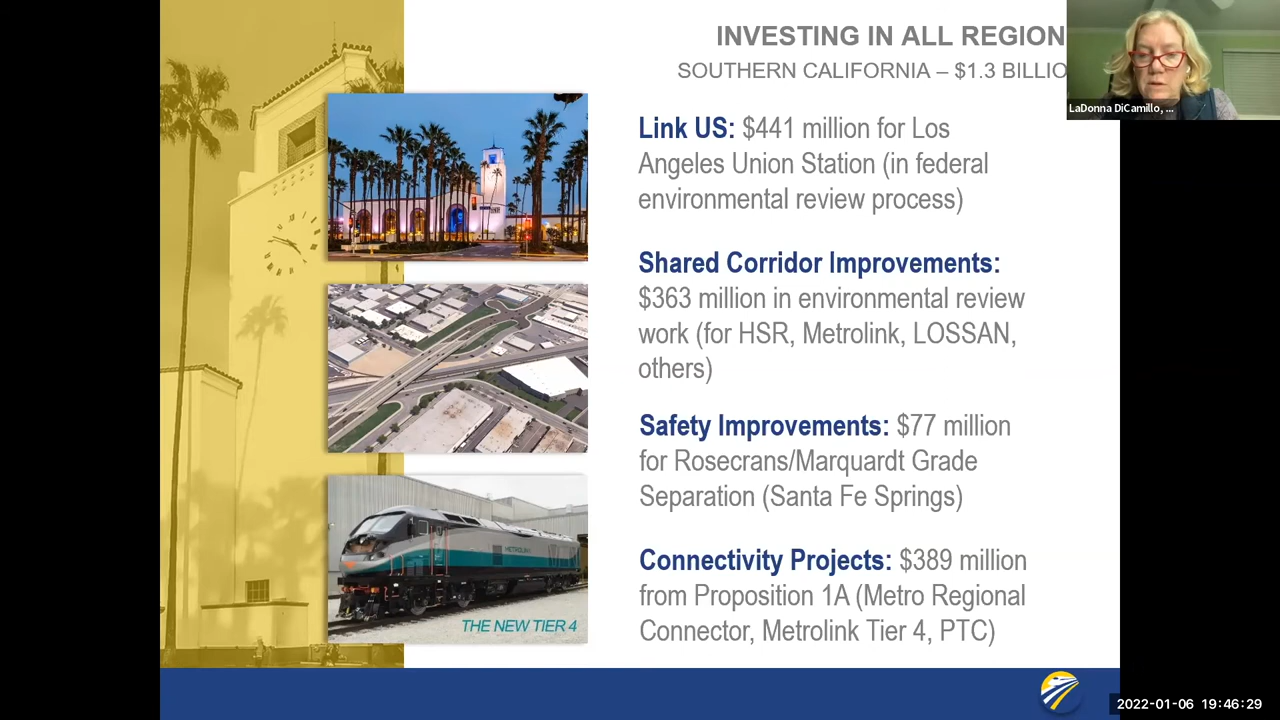 INVESTING IN ALL REGION
SOUTHERN CALIFORNIA – $1.3 BILLIO
LaDonna DiCamillo, ...
Link US: $441 million for Los
Angeles Union Station (in federal
environmental review process)
Shared Corridor Improvements:
$363 million in environmental review
work (for HSR, Metrolink, LOSSAN,
others)
Safety Improvements: $77 million
for Rosecrans/Marquardt Grade
Separation (Santa Fe Springs)
Connectivity Projects: $389 million
from Proposition 1A (Metro Regional
Connector, Metrolink Tier 4, PTC)
METROLINK
THE NEW TIER 4
2022-01-06 19:46:29